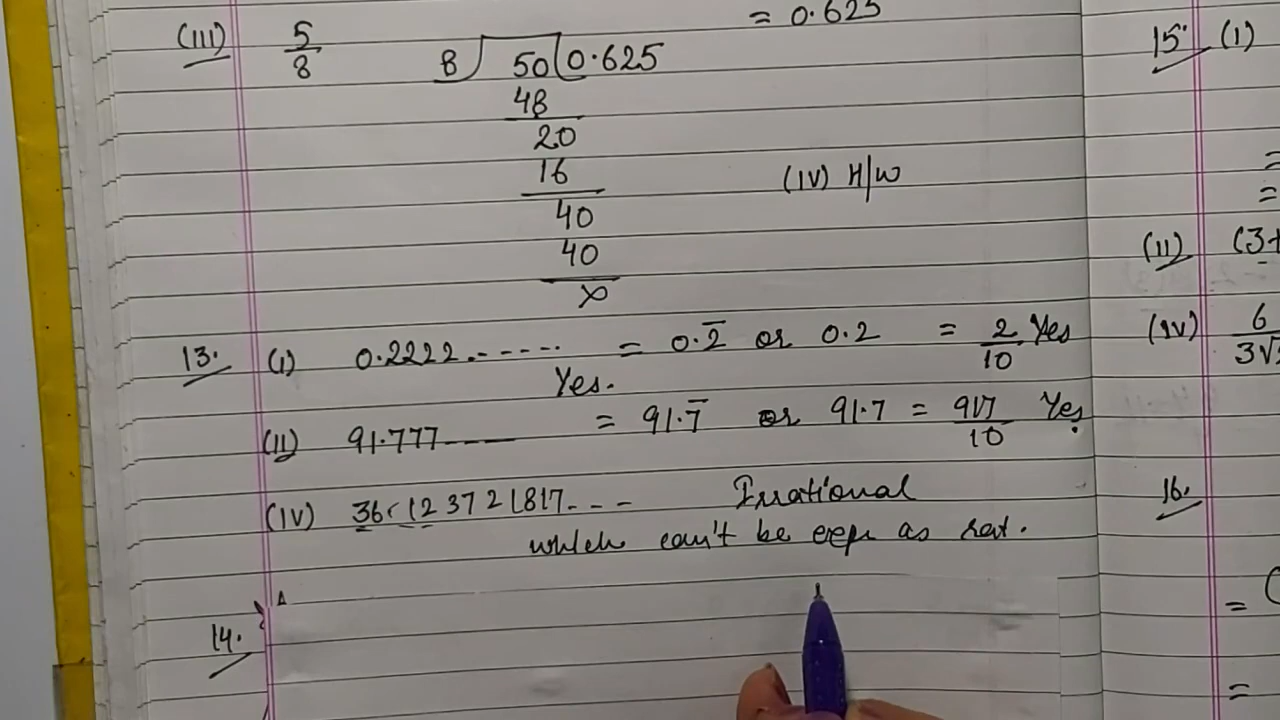 = 0.625
(III) 5/8 8 50 0.625
48
20
16
(IV) H/W
40
40
x
13. (I) 0.2222...... = 0.2̅ or 0.2 = 2/10 Yes
Yes.
(II) 91.777------ = 91.7̅ or 91.7 = 917/10 Yes.
(IV) 36.123721817--- Irrational
which can't be exp as rat.
14.
15. (I)
=
=
(II) (3+
(IV) 6/3√
16.
= (
=